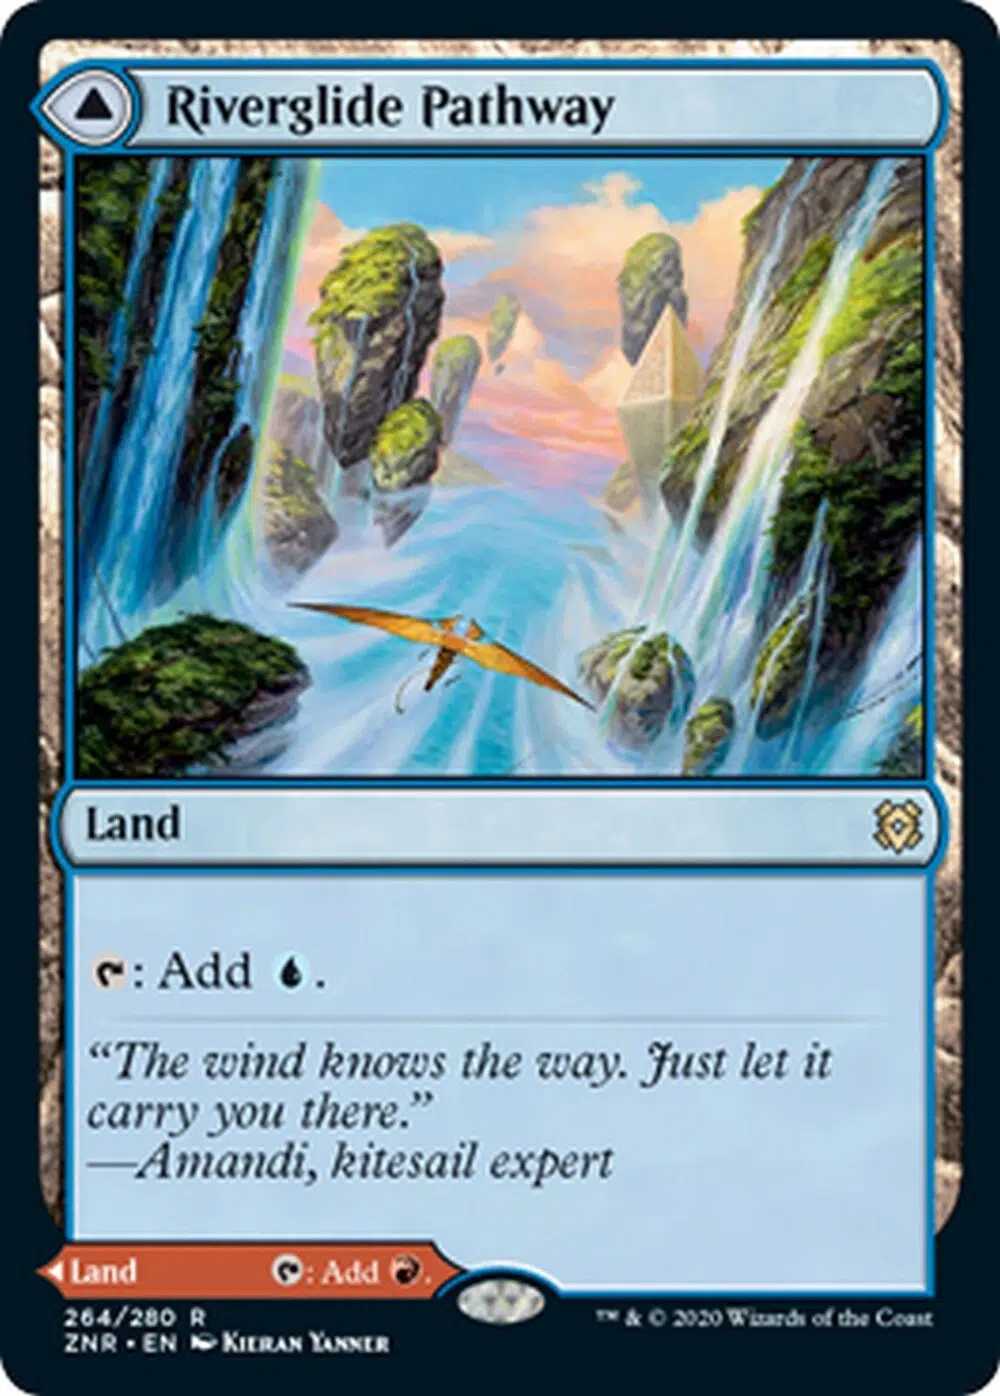 Riverglide Pathway
Land
: Add .
“The wind knows the way. Just let it
carry you there.”
—Amandi, kitesail expert
Land : Add .
264/280 R
ZNR • EN Kieran Yanner
™ & © 2020 Wizards of the Coast